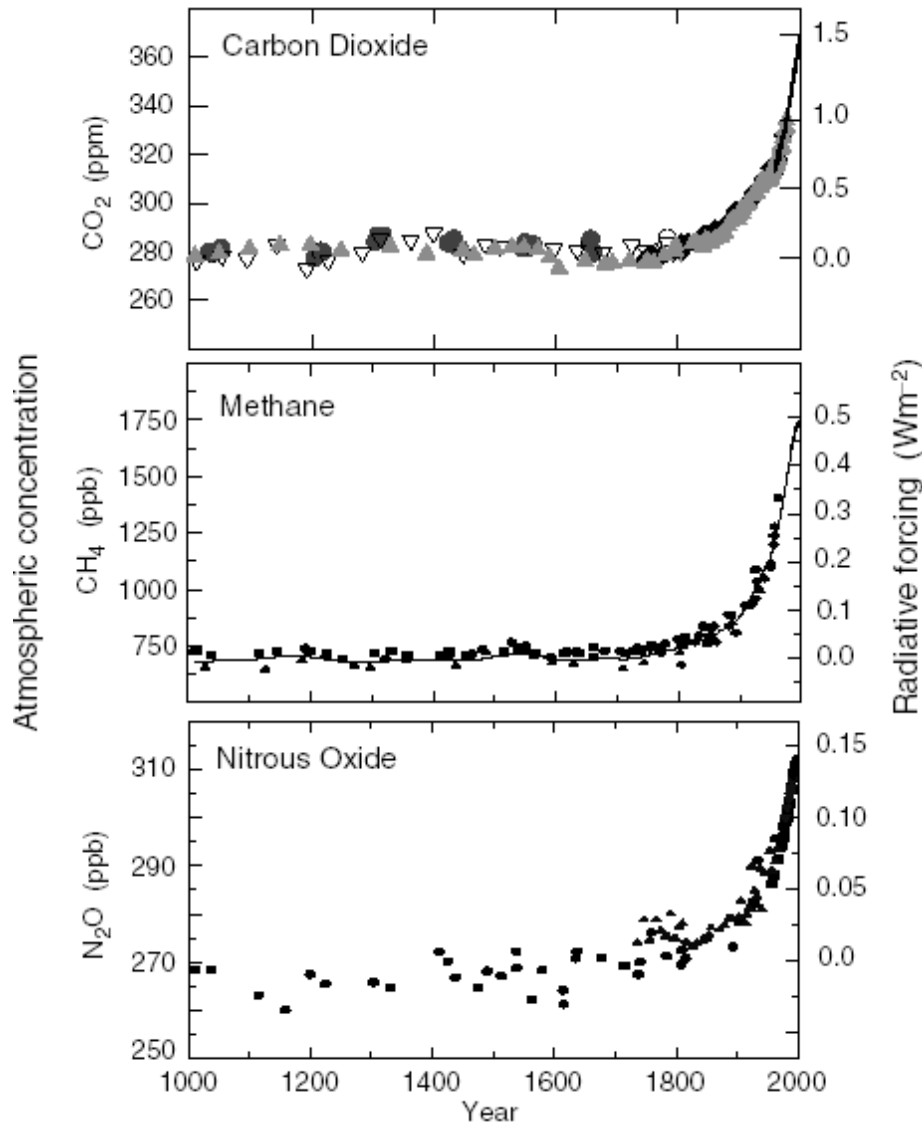 Atmospheric concentration
Radiative forcing (Wm⁻²)
Carbon Dioxide
CO₂ (ppm)
360
340
320
300
280
260
1.5
1.0
0.5
0.0
Methane
CH₄ (ppb)
1750
1500
1250
1000
750
0.5
0.4
0.3
0.2
0.1
0.0
Nitrous Oxide
N₂O (ppb)
310
290
270
250
0.15
0.10
0.05
0.0
1000 1200 1400 1600 1800 2000
Year